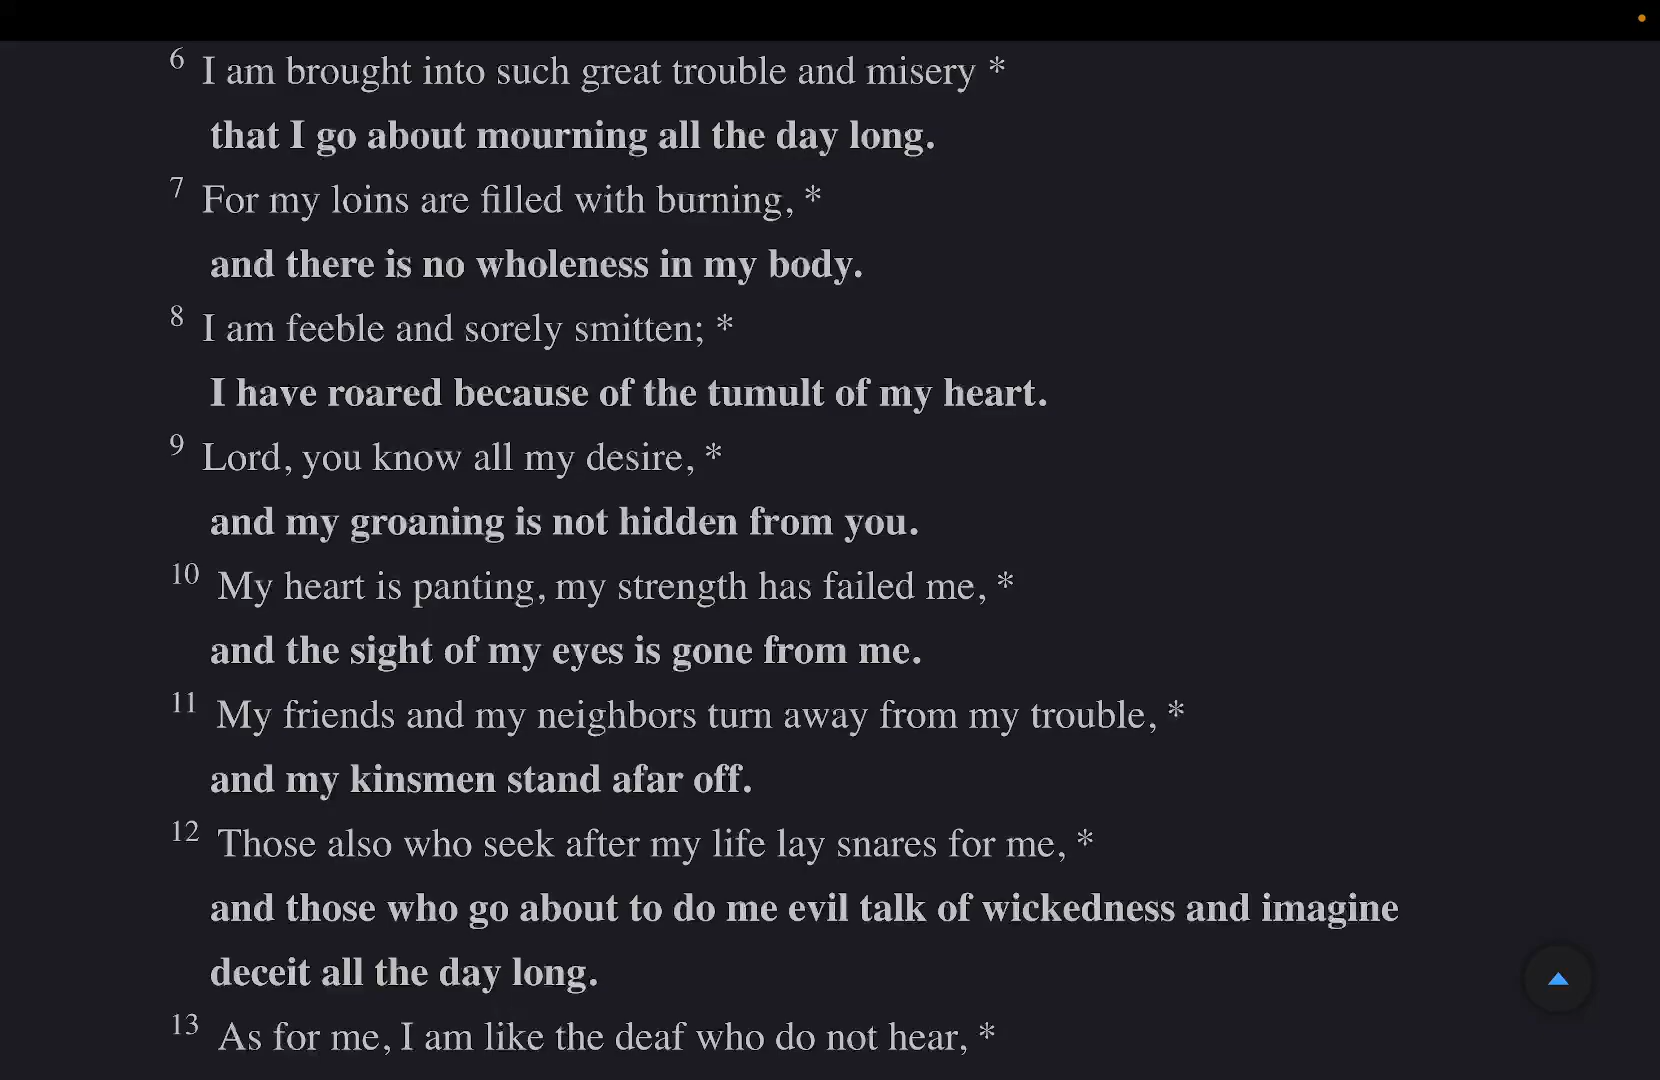 6 I am brought into such great trouble and misery *
that I go about mourning all the day long.
7 For my loins are filled with burning, *
and there is no wholeness in my body.
8 I am feeble and sorely smitten; *
I have roared because of the tumult of my heart.
9 Lord, you know all my desire, *
and my groaning is not hidden from you.
10 My heart is panting, my strength has failed me, *
and the sight of my eyes is gone from me.
11 My friends and my neighbors turn away from my trouble, *
and my kinsmen stand afar off.
12 Those also who seek after my life lay snares for me, *
and those who go about to do me evil talk of wickedness and imagine
deceit all the day long.
13 As for me, I am like the deaf who do not hear, *